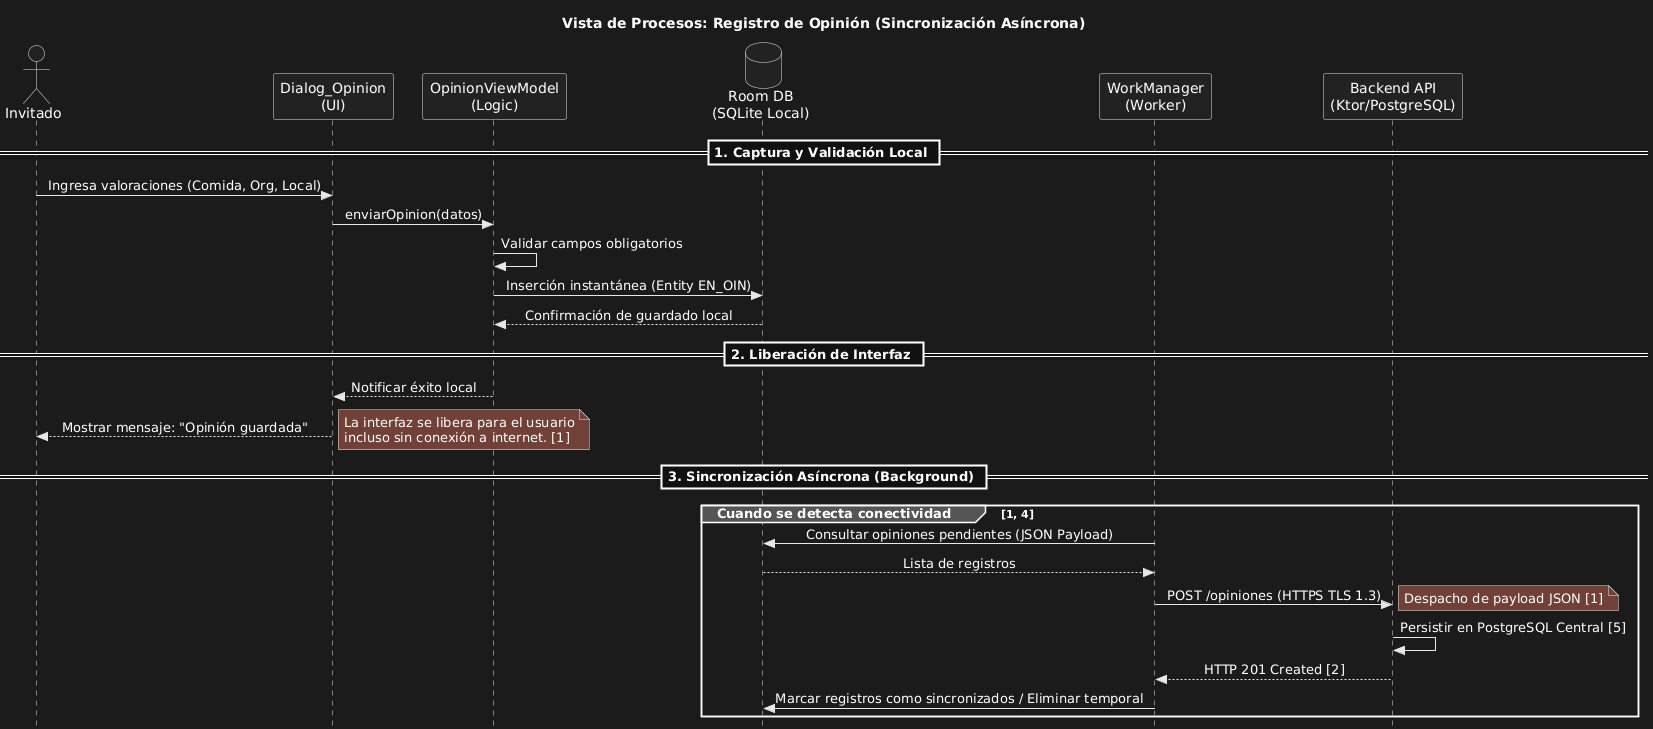 Vista de Procesos: Registro de Opinión (Sincronización Asíncrona)
Invitado
Dialog_Opinion
(UI)
OpinionViewModel
(Logic)
Room DB
(SQLite Local)
WorkManager
(Worker)
Backend API
(Ktor/PostgreSQL)
1. Captura y Validación Local
Ingresa valoraciones (Comida, Org, Local)
enviarOpinion(datos)
Validar campos obligatorios
Inserción instantánea (Entity EN_OIN)
Confirmación de guardado local
2. Liberación de Interfaz
Notificar éxito local
Mostrar mensaje: "Opinión guardada"
La interfaz se libera para el usuario
incluso sin conexión a internet. [1]
3. Sincronización Asíncrona (Background)
Cuando se detecta conectividad [1, 4]
Consultar opiniones pendientes (JSON Payload)
Lista de registros
POST /opiniones (HTTPS TLS 1.3)
Despacho de payload JSON [1]
Persistir en PostgreSQL Central [5]
HTTP 201 Created [2]
Marcar registros como sincronizados / Eliminar temporal